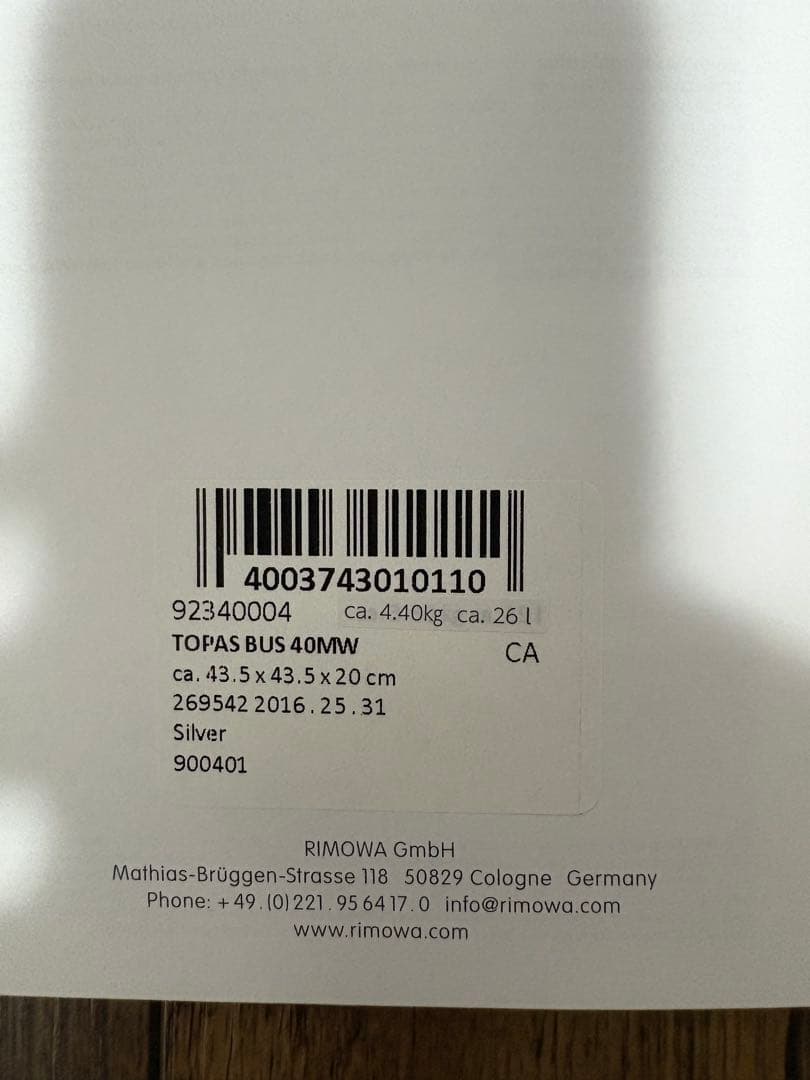 4003743010110
92340004 ca. 4.40kg ca. 26 l
TOPAS BUS 40MW
CA
ca. 43.5 x 43.5 x 20 cm
269542 2016.25.31
Silver
900401
RIMOWA GmbH
Mathias-Brüggen-Strasse 118 50829 Cologne Germany
Phone: +49.(0)221.956417.0 info@rimowa.com
www.rimowa.com